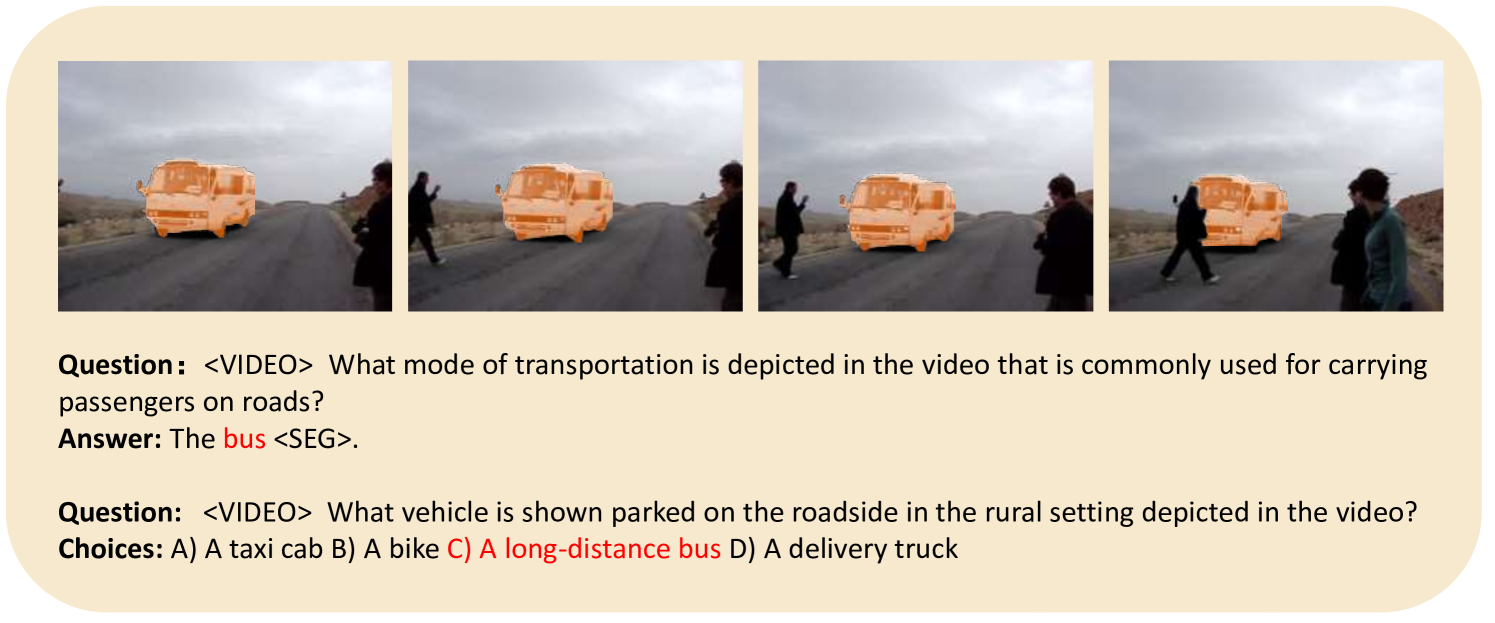 Question: <VIDEO> What mode of transportation is depicted in the video that is commonly used for carrying
passengers on roads?
Answer: The bus <SEG>.
Question: <VIDEO> What vehicle is shown parked on the roadside in the rural setting depicted in the video?
Choices: A) A taxi cab B) A bike C) A long-distance bus D) A delivery truck